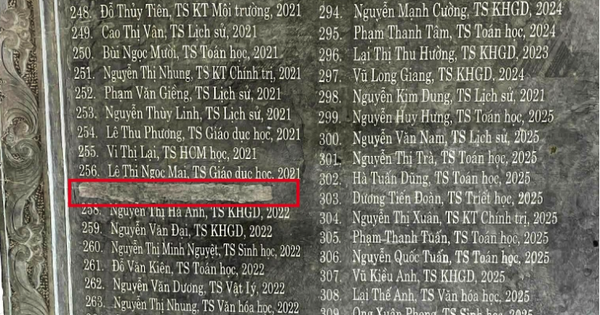 248. Đỗ Thủy Tiên, TS KT Môi trường, 2021
249. Cao Thị Vân, TS Lịch sử, 2021
250. Bùi Ngọc Mười, TS Toán học, 2021
251. Nguyễn Thị Nhung, TS KT Chính trị, 2021
252. Phạm Văn Giềng, TS Lịch sử, 2021
253. Nguyễn Thùy Linh, TS Lịch sử, 2021
254. Lê Thu Phương, TS Giáo dục học, 2021
255. Vi Thị Lại, TS HCM học, 2021
256. Lê Thị Ngọc Mai, TS Giáo dục học, 2021
258. Nguyễn Thị Hà Anh, TS KHGD, 2022
259. Nguyễn Văn Đại, TS KHGD, 2022
260. Nguyễn Thị Minh Nguyệt, TS Sinh học, 2022
261. Đỗ Văn Kiên, TS Toán học, 2022
262. Nguyễn Văn Dương, TS Vật Lý, 2022
263. Nguyễn Thị Nhung, TS Văn hóa học, 2022
294. Nguyễn Mạnh Cường, TS KHGD, 2024
295. Phạm Thanh Tâm, TS Toán học, 2024
296. Lại Thị Thu Hường, TS KHGD, 2023
297. Vũ Long Giang, TS KHGD, 2024
298. Nguyễn Kim Dung, TS Lịch sử, 2021
299. Nguyễn Huy Hưng, TS Toán học, 2025
300. Nguyễn Văn Nam, TS Lịch sử, 2025
301. Nguyễn Thị Trà, TS Toán học, 2025
302. Hà Tuấn Dũng, TS Toán học, 2025
303. Dương Tiến Đoàn, TS Triết học, 2025
304. Nguyễn Thị Xuân, TS KT Chính trị, 2025
305. Phạm Thanh Tuấn, TS Toán học, 2025
306. Nguyễn Quốc Tuấn, TS Toán học, 2025
307. Vũ Kiều Anh, TS KHGD, 2025
308. Lại Thế Anh, TS Văn hóa học, 2025
309. Ong Xuân Phong, TS Sinh học, 2025